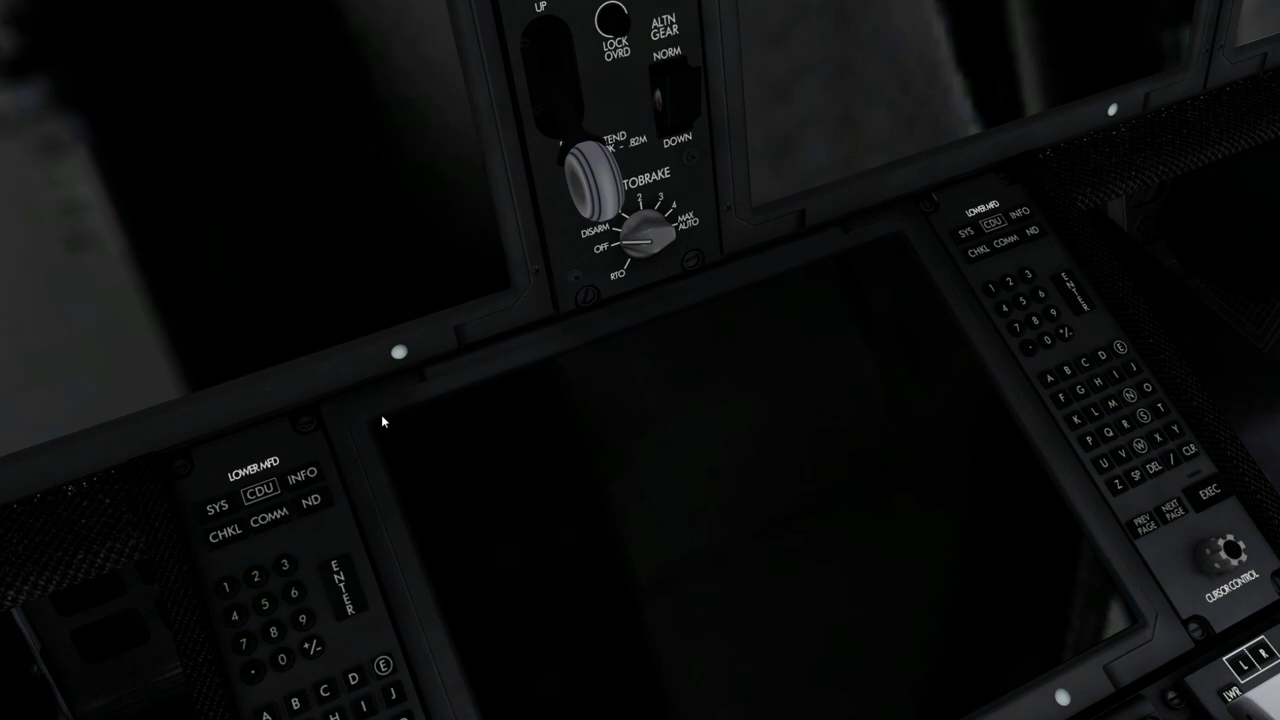 UP
LOCK
OVRD
ALTN
GEAR
NORM
DOWN
.82M
DISARM
2
3
4
MAX
AUTO
OFF
RTO
LOWER MFD
SYS CDU INFO
CHKL COMM ND
1 2 3
4 5 6
7 8 9
. 0 +/-
ENTER
A B C D E
F G H I J
K L M N O
P Q R S T
U V W X Y
Z SP DEL / CLR
PREV
PAGE
NEXT
PAGE
EXEC
CURSOR CONTROL
L R
LWR
LOWER MFD
SYS CDU INFO
CHKL COMM ND
1 2 3
4 5 6
7 8 9
. 0 +/-
ENTER
A B C D E
H I J